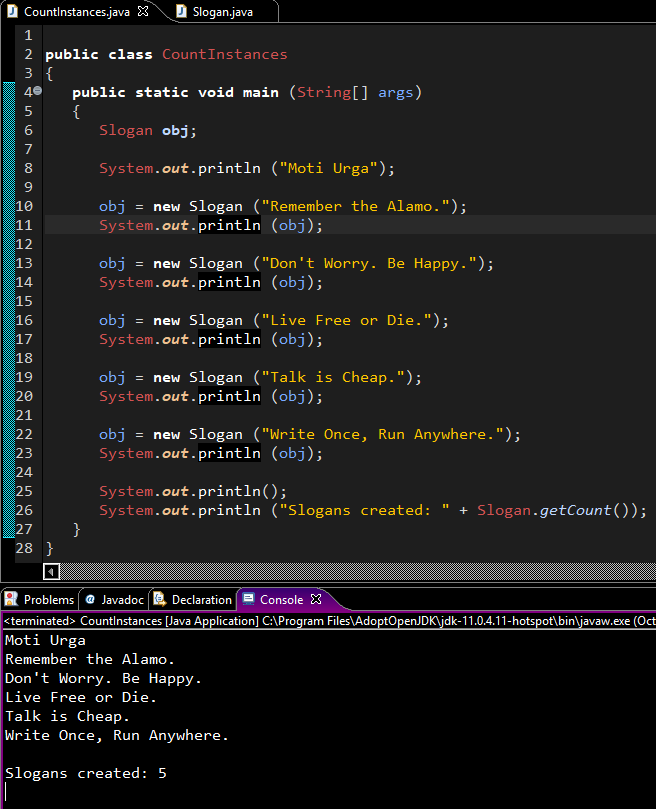 CountInstances.java Slogan.java
1
2 public class CountInstances
3 {
4 public static void main (String[] args)
5 {
6 Slogan obj;
7
8 System.out.println ("Moti Urga");
9
10 obj = new Slogan ("Remember the Alamo.");
11 System.out.println (obj);
12
13 obj = new Slogan ("Don't Worry. Be Happy.");
14 System.out.println (obj);
15
16 obj = new Slogan ("Live Free or Die.");
17 System.out.println (obj);
18
19 obj = new Slogan ("Talk is Cheap.");
20 System.out.println (obj);
21
22 obj = new Slogan ("Write Once, Run Anywhere.");
23 System.out.println (obj);
24
25 System.out.println();
26 System.out.println ("Slogans created: " + Slogan.getCount());
27 }
28 }
Problems @ Javadoc Declaration Console
<terminated> CountInstances [Java Application] C:\Program Files\AdoptOpenJDK\jdk-11.0.4.11-hotspot\bin\javaw.exe (Oct
Moti Urga
Remember the Alamo.
Don't Worry. Be Happy.
Live Free or Die.
Talk is Cheap.
Write Once, Run Anywhere.

Slogans created: 5